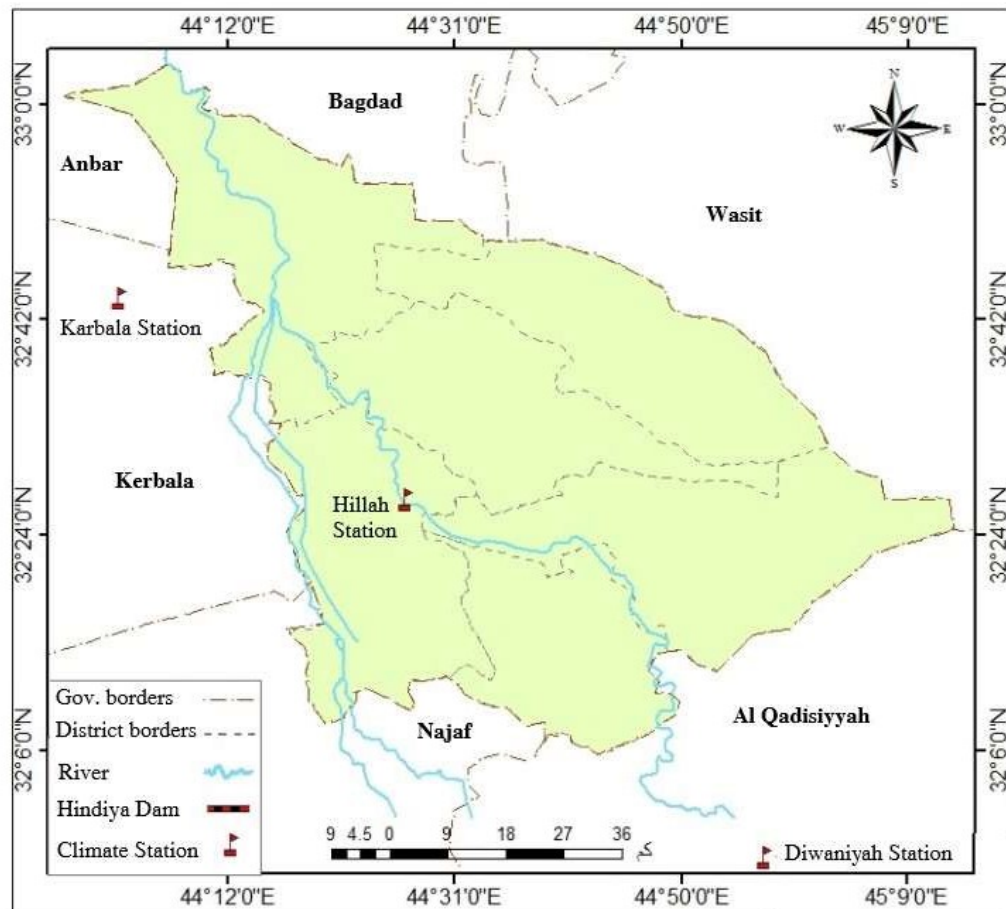 44°12'0"E 44°31'0"E 44°50'0"E 45°9'0"E
33°0'0"N
33°0'0"N
Bagdad
N
W E
S
Anbar
Wasit
32°42'0"N
32°42'0"N
Karbala Station
Kerbala
Hillah
Station
32°24'0"N
32°24'0"N
Gov. borders
District borders
River
Hindiya Dam
Climate Station
Najaf
Al Qadisiyyah
32°6'0"N
32°6'0"N
9 4.5 0 9 18 27 36
كم
Diwaniyah Station
44°12'0"E 44°31'0"E 44°50'0"E 45°9'0"E